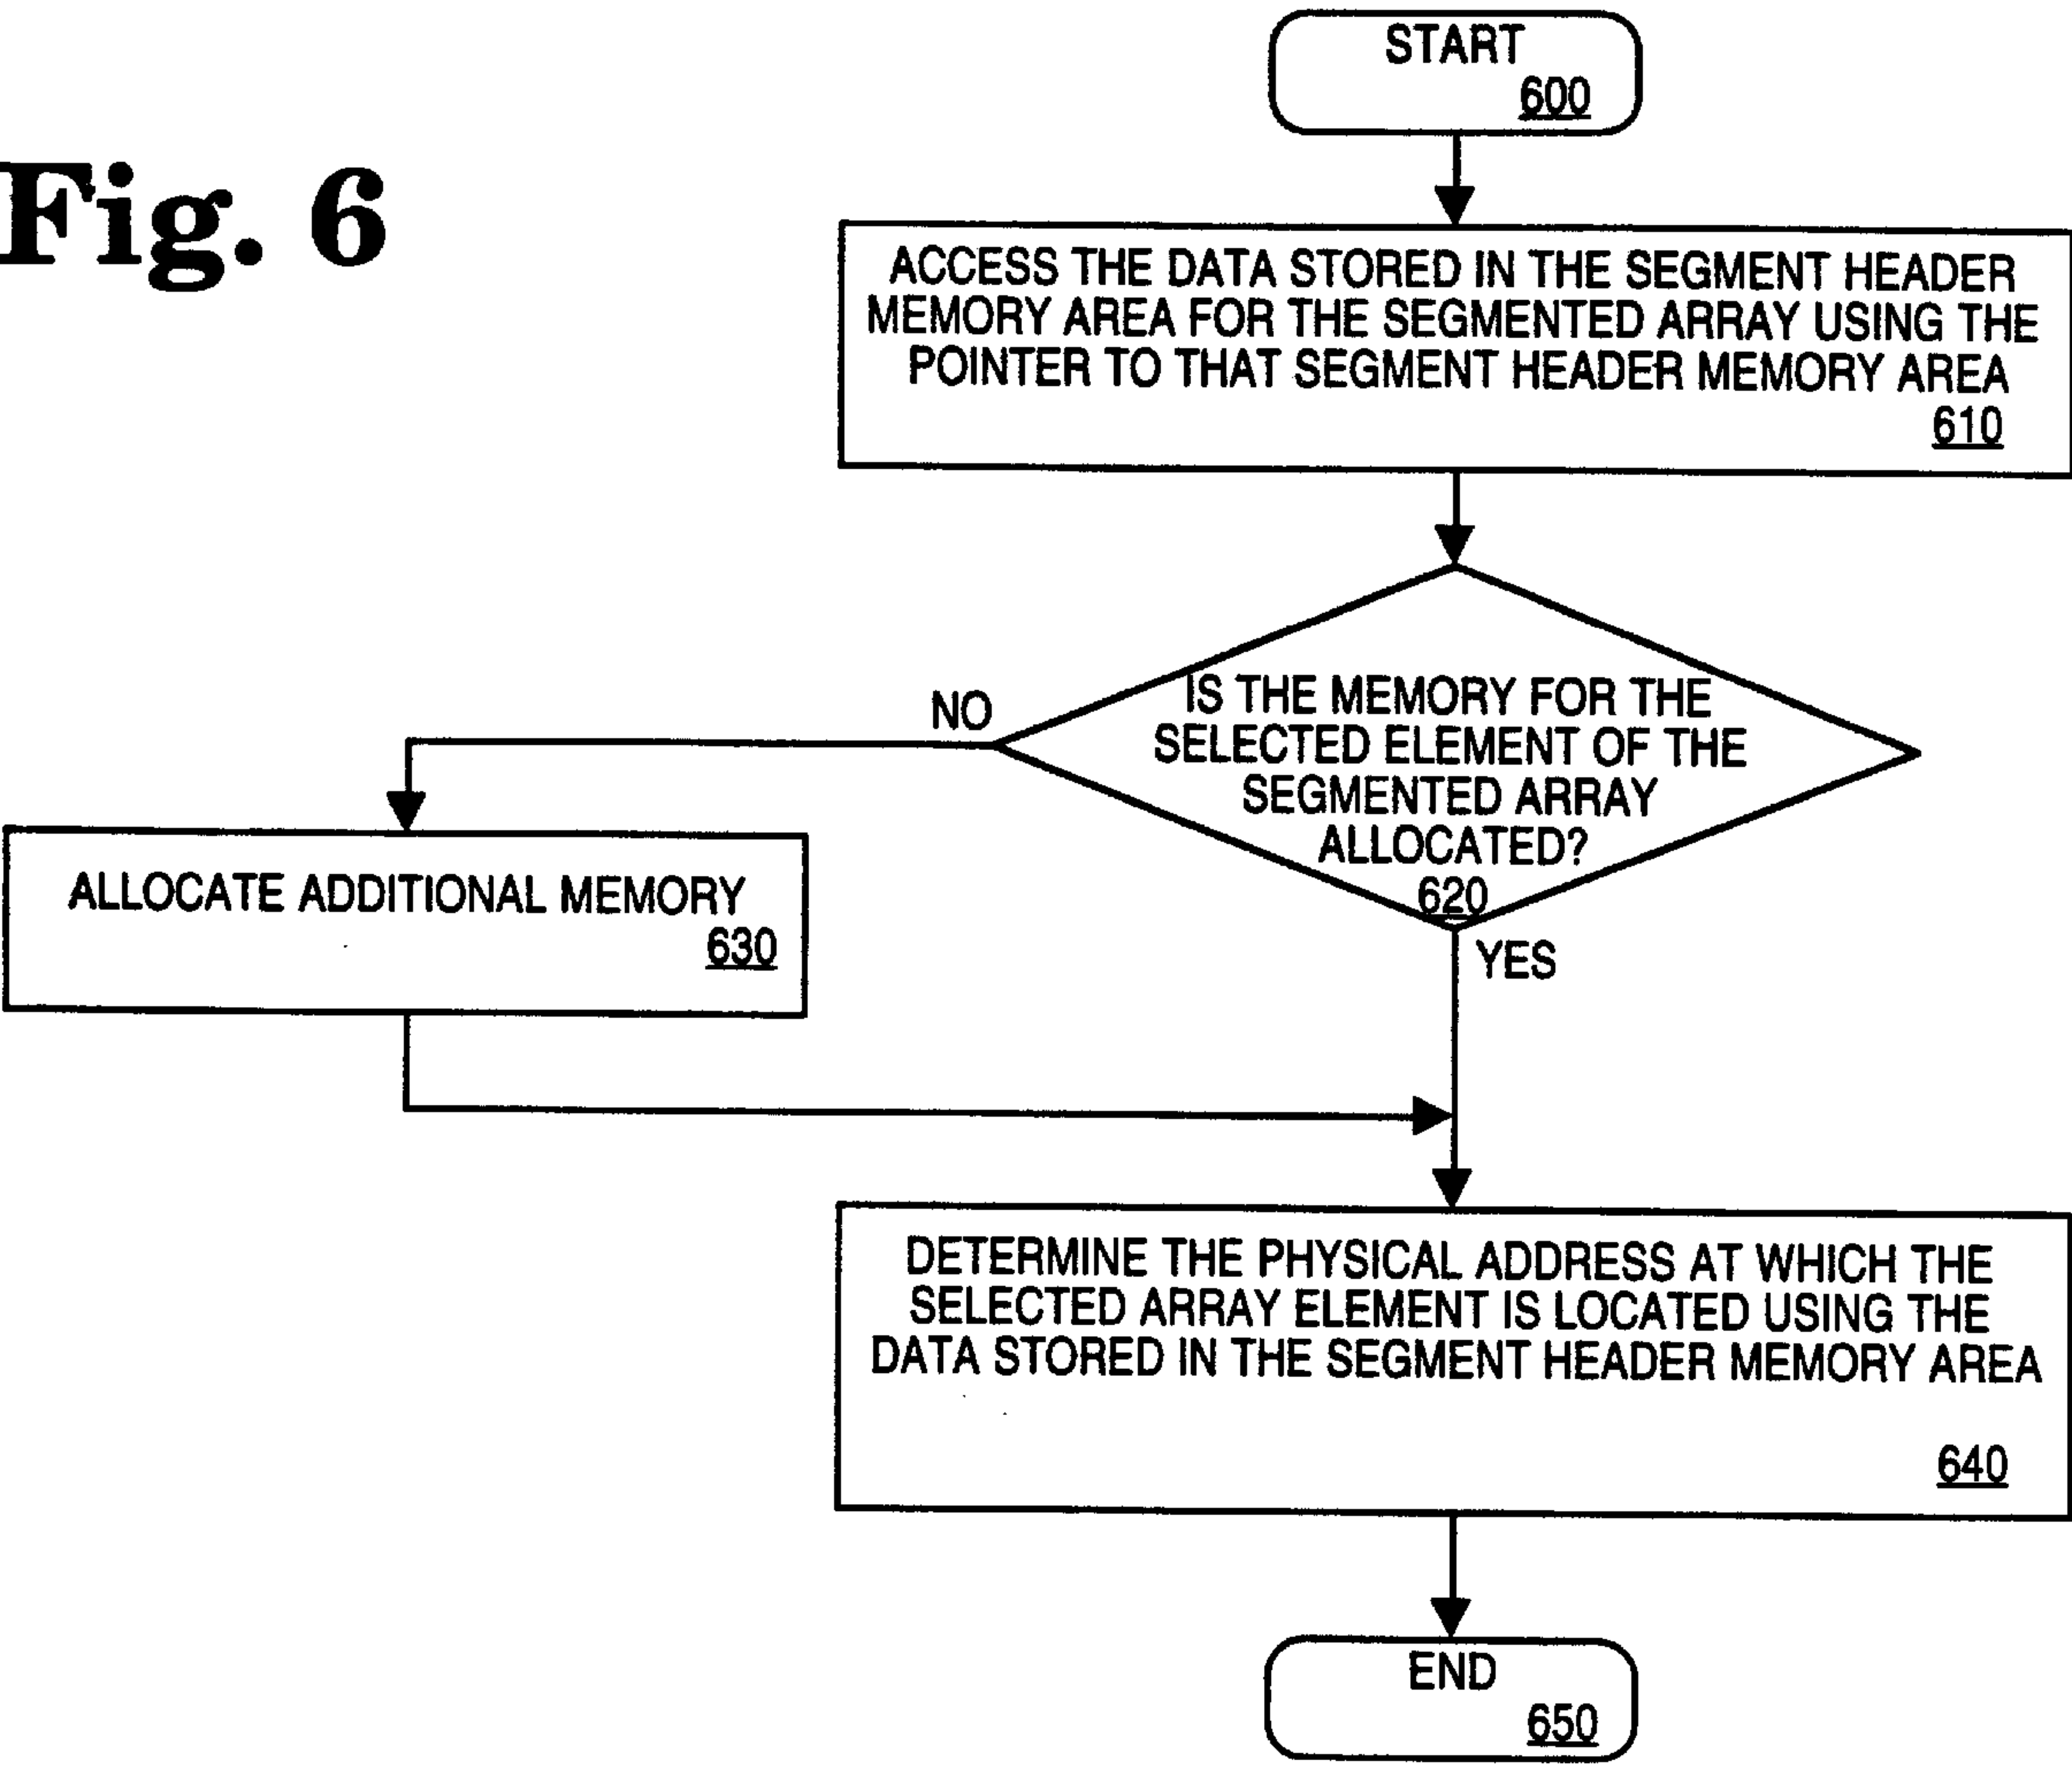 Fig. 6
START
600
ACCESS THE DATA STORED IN THE SEGMENT HEADER
MEMORY AREA FOR THE SEGMENTED ARRAY USING THE
POINTER TO THAT SEGMENT HEADER MEMORY AREA
610
IS THE MEMORY FOR THE
SELECTED ELEMENT OF THE
SEGMENTED ARRAY
ALLOCATED?
620
NO
YES
ALLOCATE ADDITIONAL MEMORY
630
DETERMINE THE PHYSICAL ADDRESS AT WHICH THE
SELECTED ARRAY ELEMENT IS LOCATED USING THE
DATA STORED IN THE SEGMENT HEADER MEMORY AREA
640
END
650